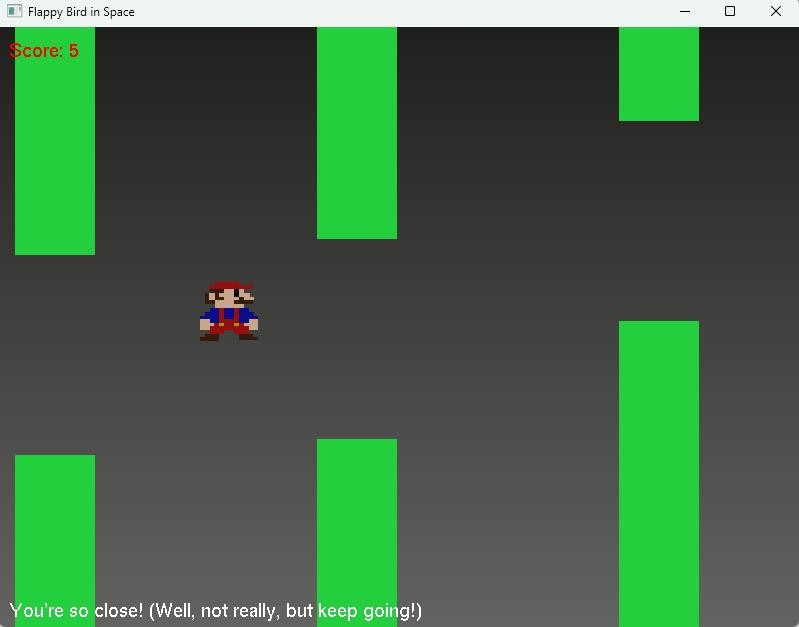 Flappy Bird in Space
Score: 5
You're so close! (Well, not really, but keep going!)